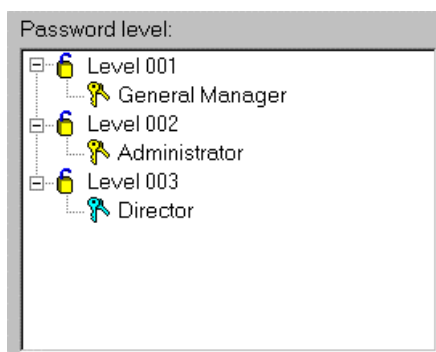 Password level:
Level 001
General Manager
Level 002
Administrator
Level 003
Director